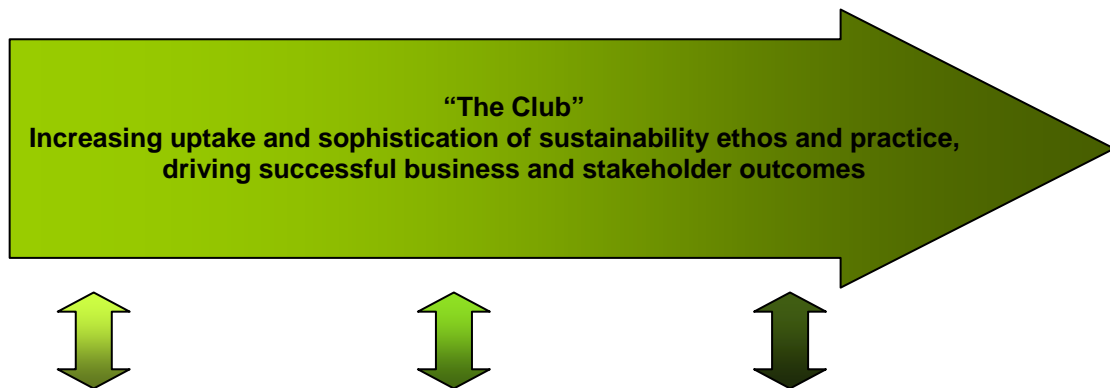 “The Club”
Increasing uptake and sophistication of sustainability ethos and practice,
driving successful business and stakeholder outcomes